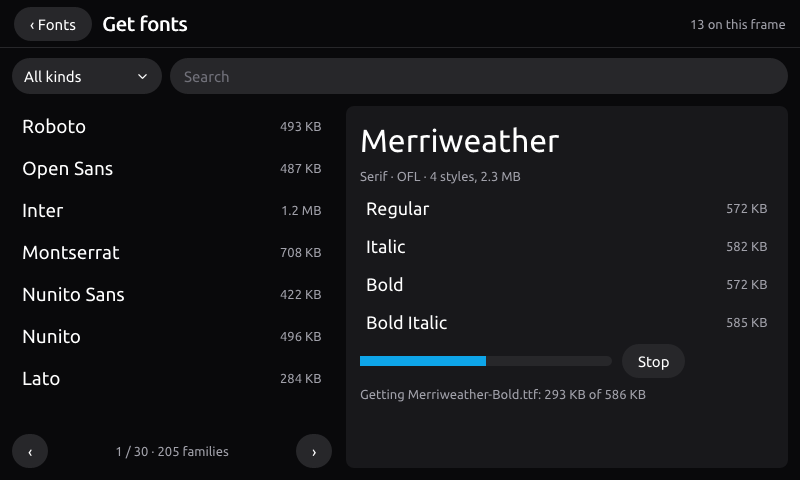 ‹ Fonts
Get fonts
13 on this frame
All kinds
Search
Roboto 493 KB
Open Sans 487 KB
Inter 1.2 MB
Montserrat 708 KB
Nunito Sans 422 KB
Nunito 496 KB
Lato 284 KB
‹ 1 / 30 · 205 families ›
Merriweather
Serif · OFL · 4 styles, 2.3 MB
Regular 572 KB
Italic 582 KB
Bold 572 KB
Bold Italic 585 KB
Stop
Getting Merriweather-Bold.ttf: 293 KB of 586 KB